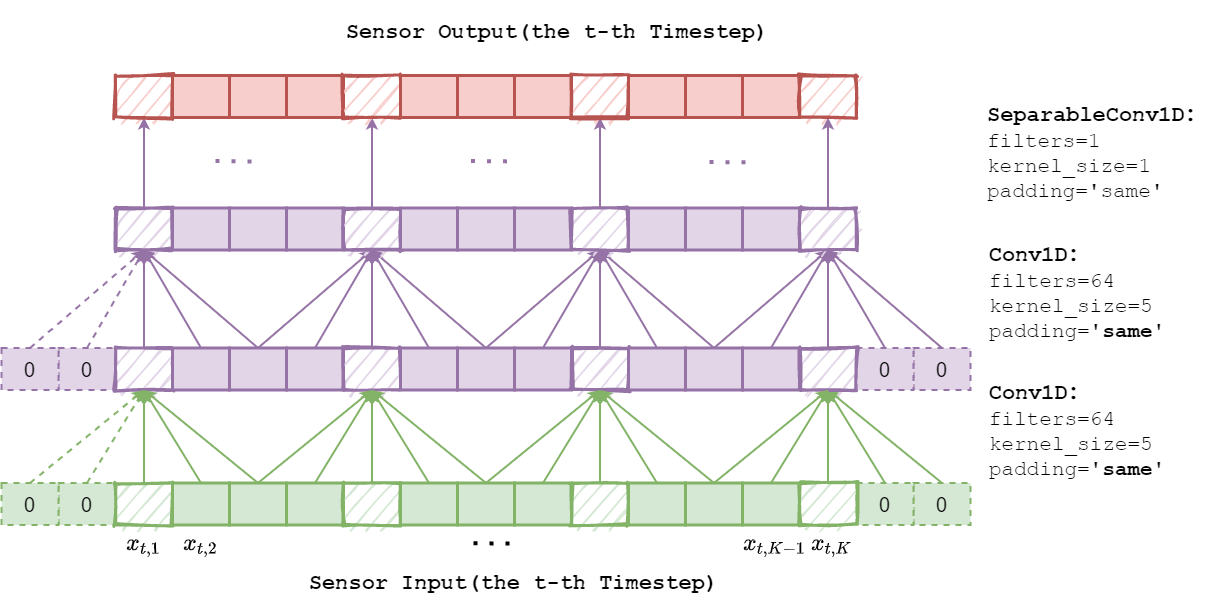 Sensor Output(the t-th Timestep)
SeparableConv1D:
filters=1
kernel_size=1
padding='same'
... ... ...
Conv1D:
filters=64
kernel_size=5
padding='same'
0 0 0 0
Conv1D:
filters=64
kernel_size=5
padding='same'
0 0 0 0
x_{t,1} x_{t,2} ... x_{t,K-1} x_{t,K}
Sensor Input(the t-th Timestep)